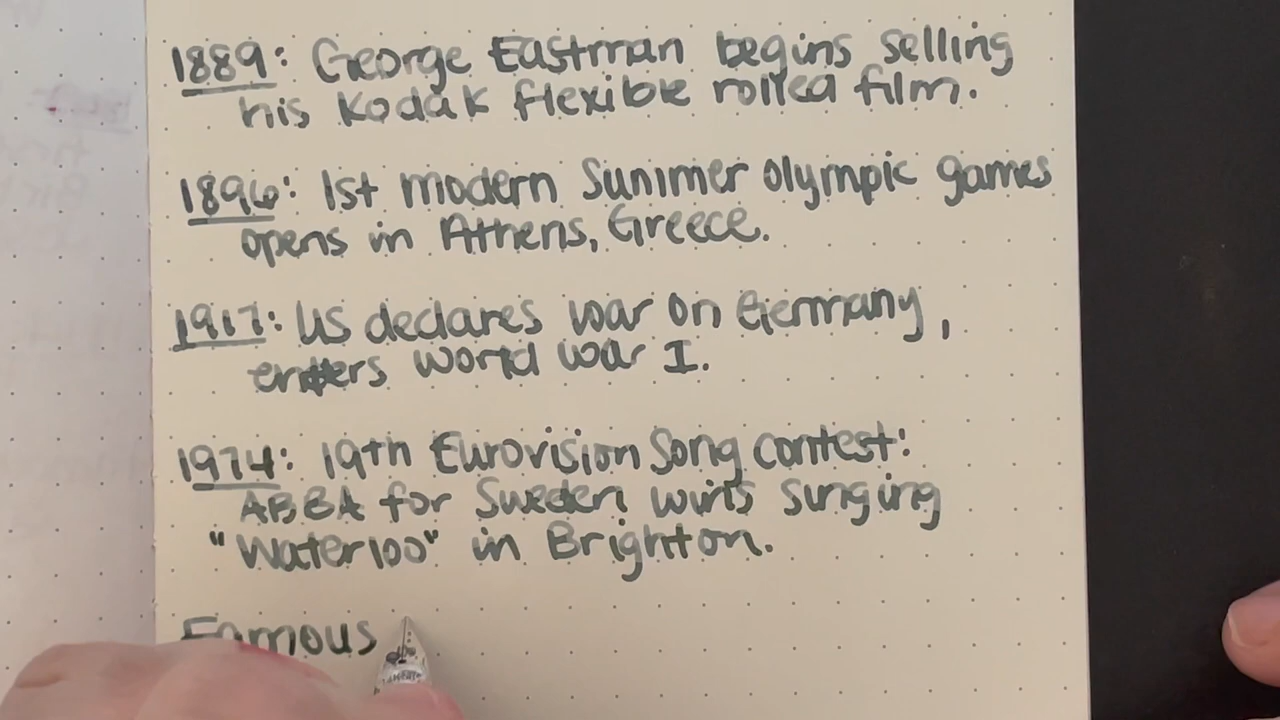 1889: George Eastman begins selling
his Kodak flexible rolled film.
1896: 1st modern Summer Olympic games
opens in Athens, Greece.
1917: US declares war on Germany,
enters World War I.
1974: 19th Eurovision Song Contest:
ABBA for Sweden wins singing
"Waterloo" in Brighton.
Famous